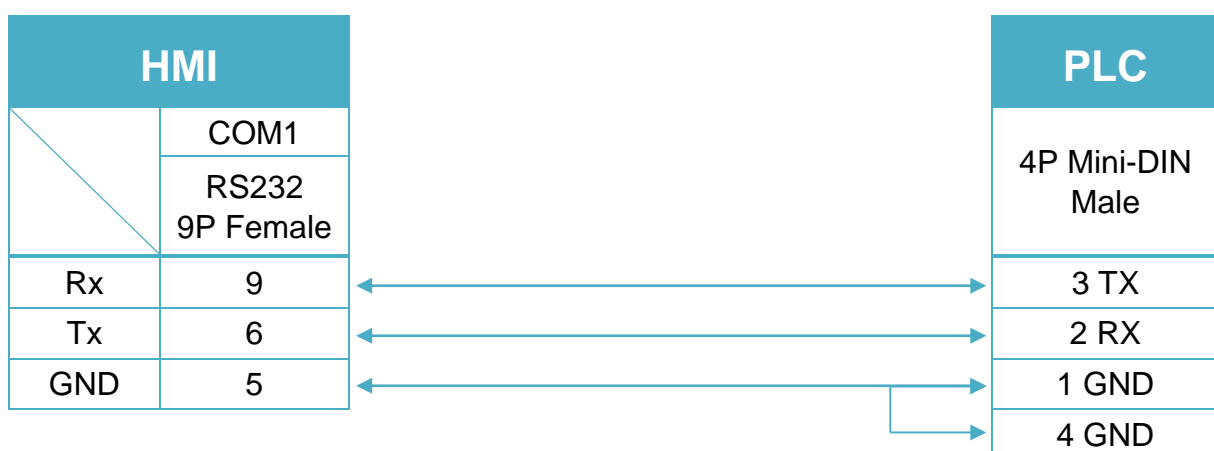 HMI
PLC
COM1
RS232
9P Female
4P Mini-DIN
Male
Rx 9 3 TX
Tx 6 2 RX
GND 5 1 GND
4 GND